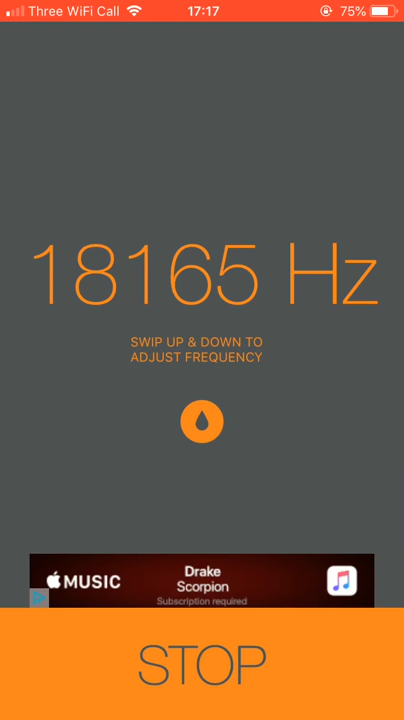 Three WiFi Call 17:17 75%
18165 Hz
SWIP UP & DOWN TO
ADJUST FREQUENCY
MUSIC
Drake
Scorpion
Subscription required
STOP